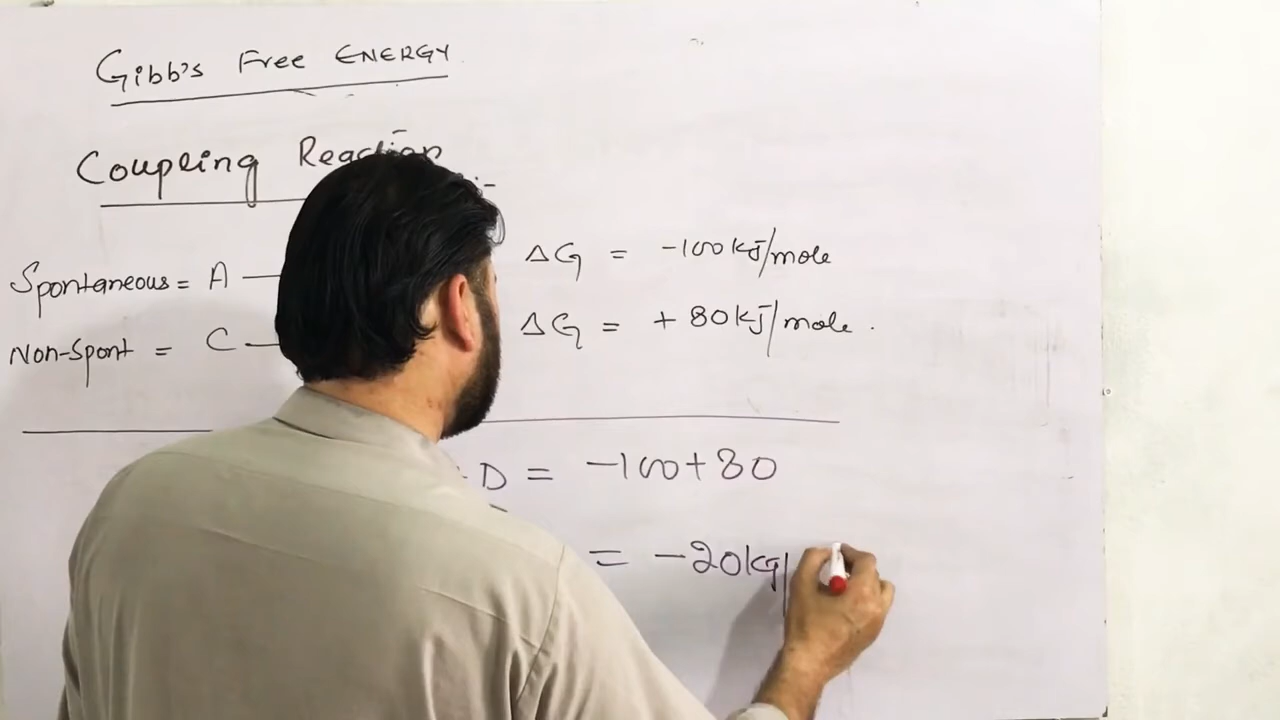 Gibb's Free ENERGY
Coupling Reaction
Spontaneous = A — ΔG = -100 kJ/mole
Non-Spont = C — ΔG = + 80 kJ/mole.
D = -100+80
= -20 kJ/